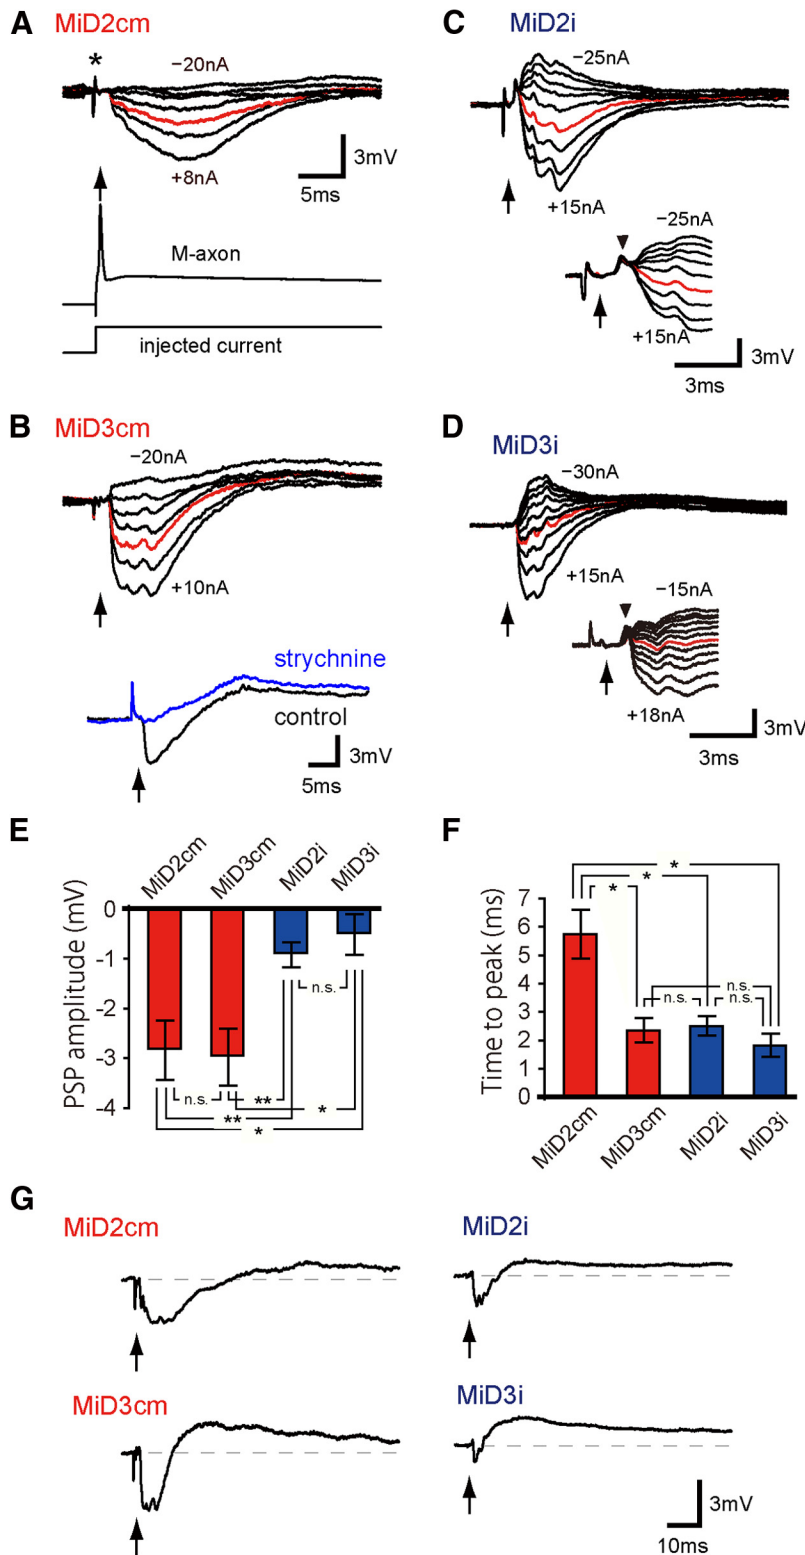 A MiD2cm
*
−20nA
+8nA
3mV
5ms
M-axon
injected current
C MiD2i
−25nA
+15nA
−25nA
+15nA
3mV
3ms
B MiD3cm
−20nA
+10nA
strychnine
control
3mV
5ms
D MiD3i
−30nA
+15nA
−15nA
+18nA
3mV
3ms
E
MiD2cm MiD3cm MiD2i MiD3i
PSP amplitude (mV)
0
-1
-2
-3
-4
n.s.
n.s. **
*
**
*
F
*
*
*
n.s.
n.s. n.s.
Time to peak (ms)
7
6
5
4
3
2
1
0
MiD2cm MiD3cm MiD2i MiD3i
G
MiD2cm
MiD2i
MiD3cm
MiD3i
3mV
10ms